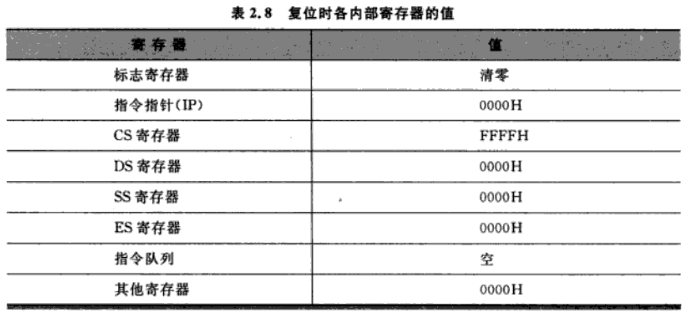 表 2.8 复位时各内部寄存器的值
寄存器 值
标志寄存器 清零
指令指针(IP) 0000H
CS 寄存器 FFFFH
DS 寄存器 0000H
SS 寄存器 0000H
ES 寄存器 0000H
指令队列 空
其他寄存器 0000H